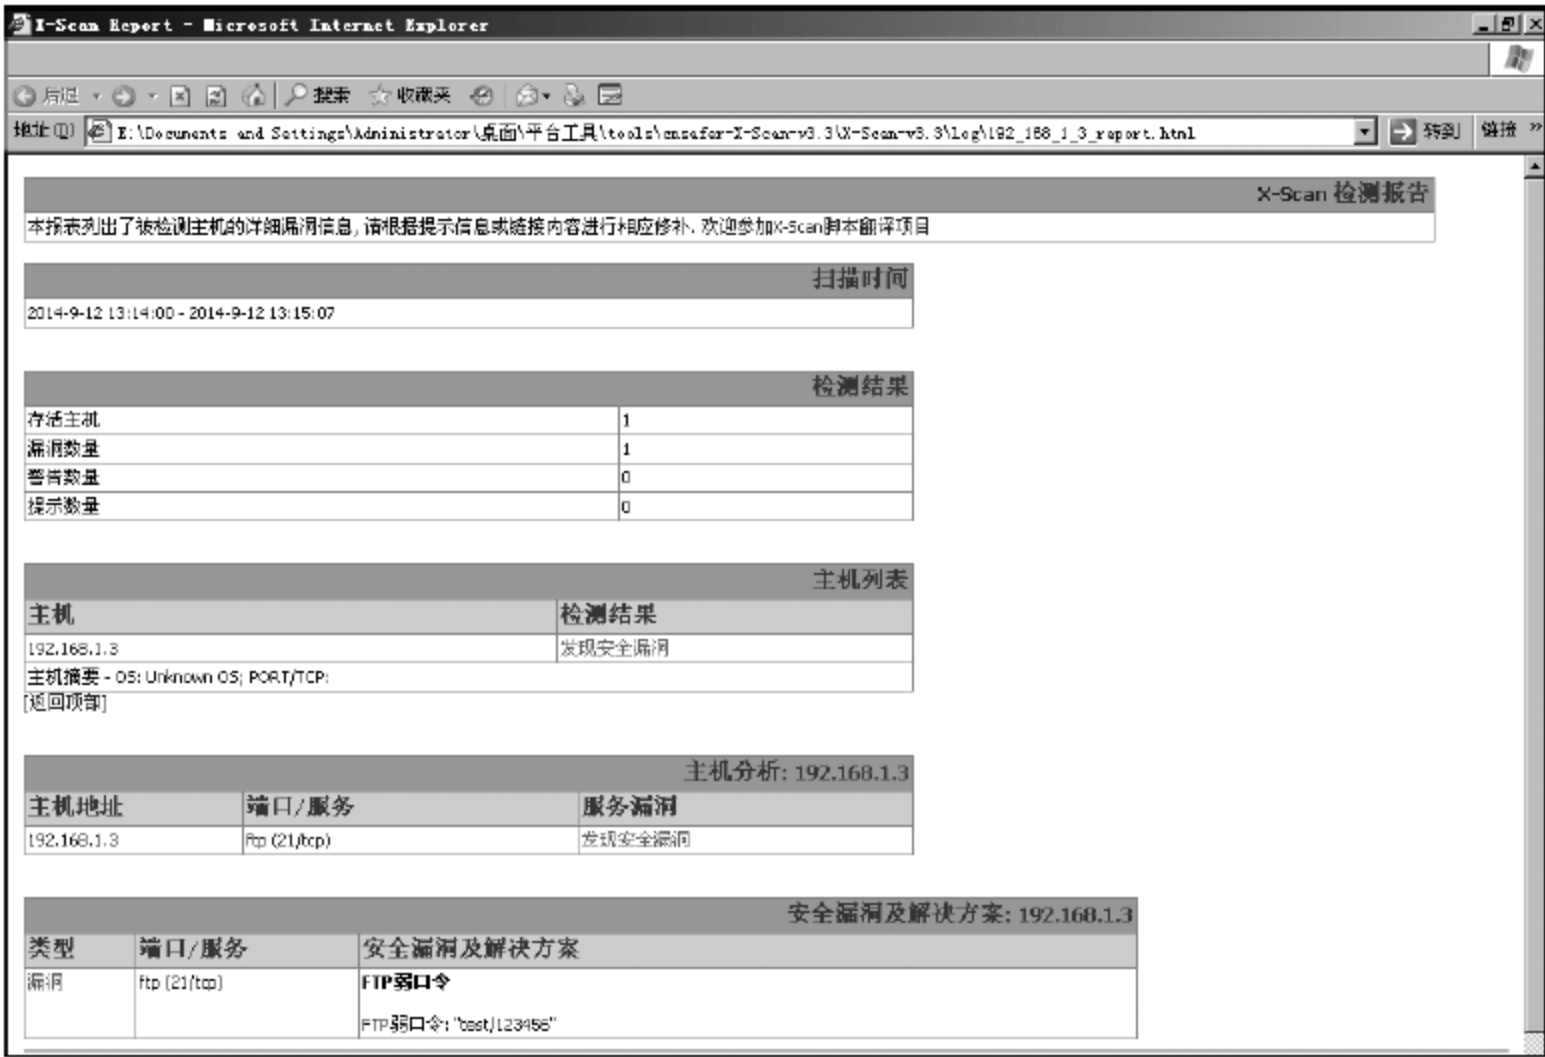 X-Scan Report - Microsoft Internet Explorer
后退 搜索 收藏夹
地址(D) E:\Documents and Settings\Administrator\桌面\平台工具\tools\cnsafer-X-Scan-v3.3\X-Scan-v3.3\Log\192_168_1_3_report.html 转到 链接 »
X-Scan 检测报告
本报表列出了被检测主机的详细漏洞信息, 请根据提示信息或链接内容进行相应修补. 欢迎参加X-Scan脚本翻译项目
扫描时间
2014-9-12 13:14:00 - 2014-9-12 13:15:07
检测结果
存活主机 1
漏洞数量 1
警告数量 0
提示数量 0
主机列表
主机 检测结果
192.168.1.3 发现安全漏洞
主机摘要 - OS: Unknown OS; PORT/TCP:
[返回顶部]
主机分析: 192.168.1.3
主机地址 端口/服务 服务漏洞
192.168.1.3 ftp (21/tcp) 发现安全漏洞
安全漏洞及解决方案: 192.168.1.3
类型 端口/服务 安全漏洞及解决方案
漏洞 ftp (21/tcp) FTP弱口令
FTP弱口令: "test/123456"